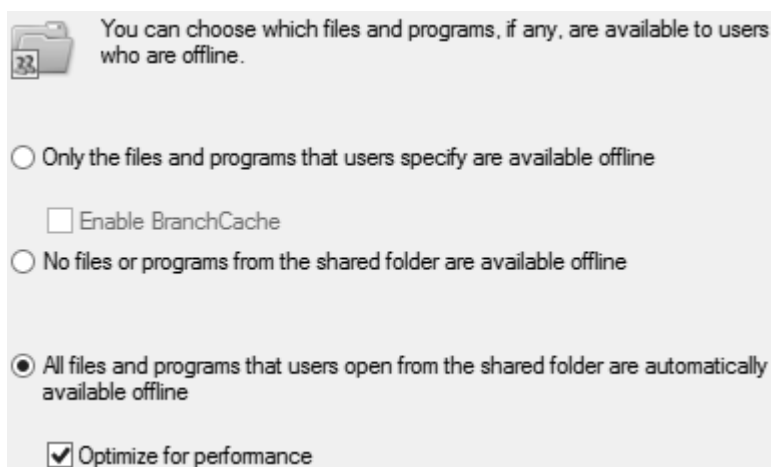 You can choose which files and programs, if any, are available to users
who are offline.
Only the files and programs that users specify are available offline
Enable BranchCache
No files or programs from the shared folder are available offline
All files and programs that users open from the shared folder are automatically
available offline
Optimize for performance